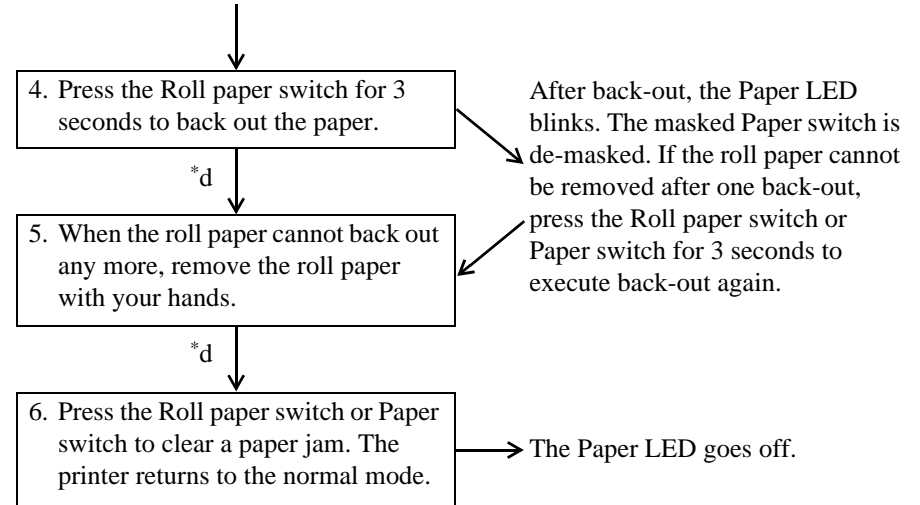 4. Press the Roll paper switch for 3
seconds to back out the paper.
After back-out, the Paper LED
blinks. The masked Paper switch is
de-masked. If the roll paper cannot
be removed after one back-out,
press the Roll paper switch or
Paper switch for 3 seconds to
execute back-out again.
*d
5. When the roll paper cannot back out
any more, remove the roll paper
with your hands.
*d
6. Press the Roll paper switch or Paper
switch to clear a paper jam. The
printer returns to the normal mode.
The Paper LED goes off.